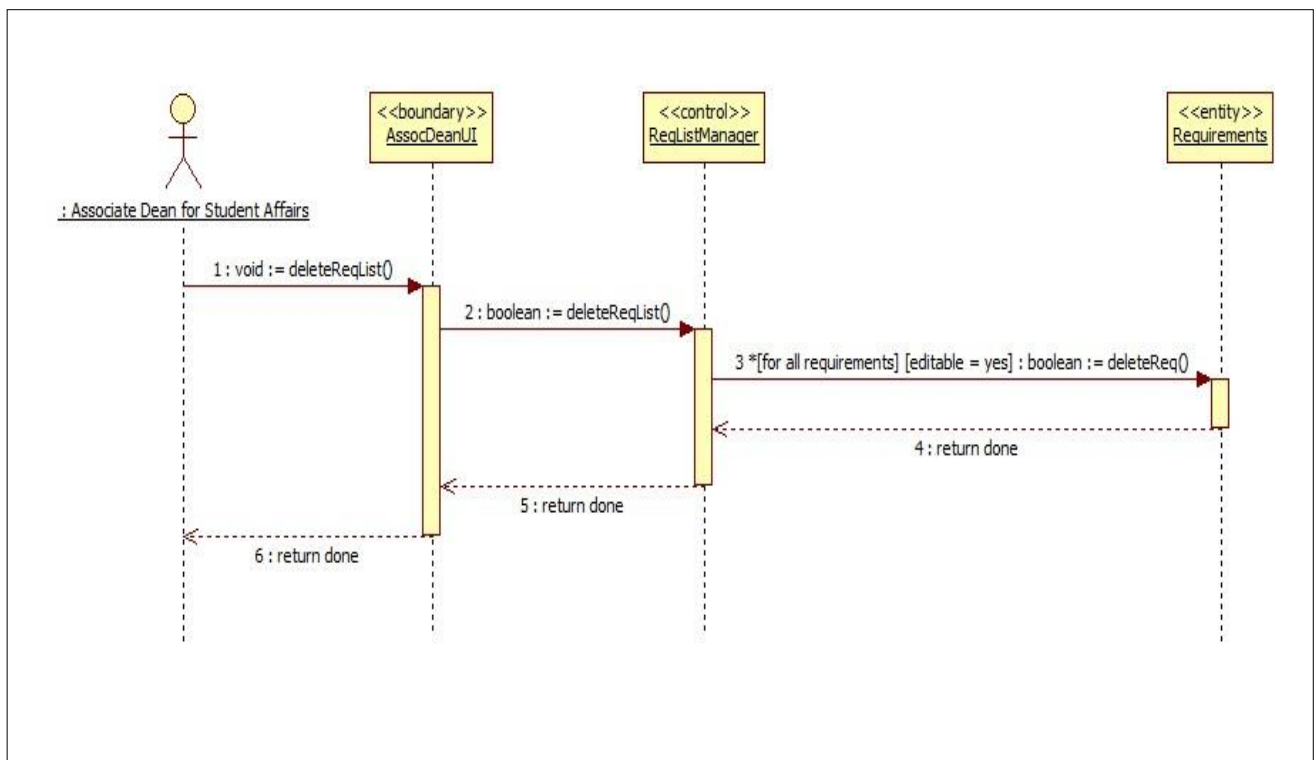 <<boundary>>
AssocDeanUI
<<control>>
ReqListManager
<<entity>>
Requirements
: Associate Dean for Student Affairs
1 : void := deleteReqList()
2 : boolean := deleteReqList()
3 *[for all requirements] [editable = yes] : boolean := deleteReq()
4 : return done
5 : return done
6 : return done